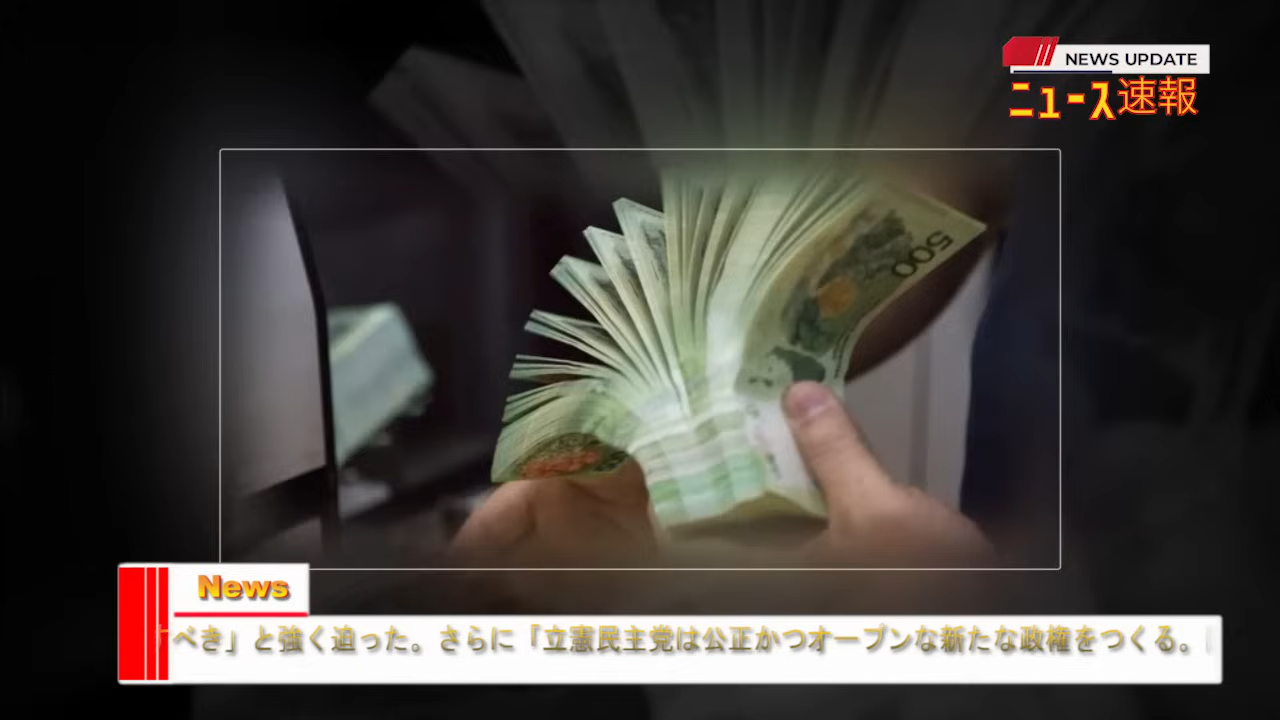 NEWS UPDATE
ニュース速報
500
News
べき」と強く迫った。さらに「立憲民主党は公正かつオープンな新たな政権をつくる。